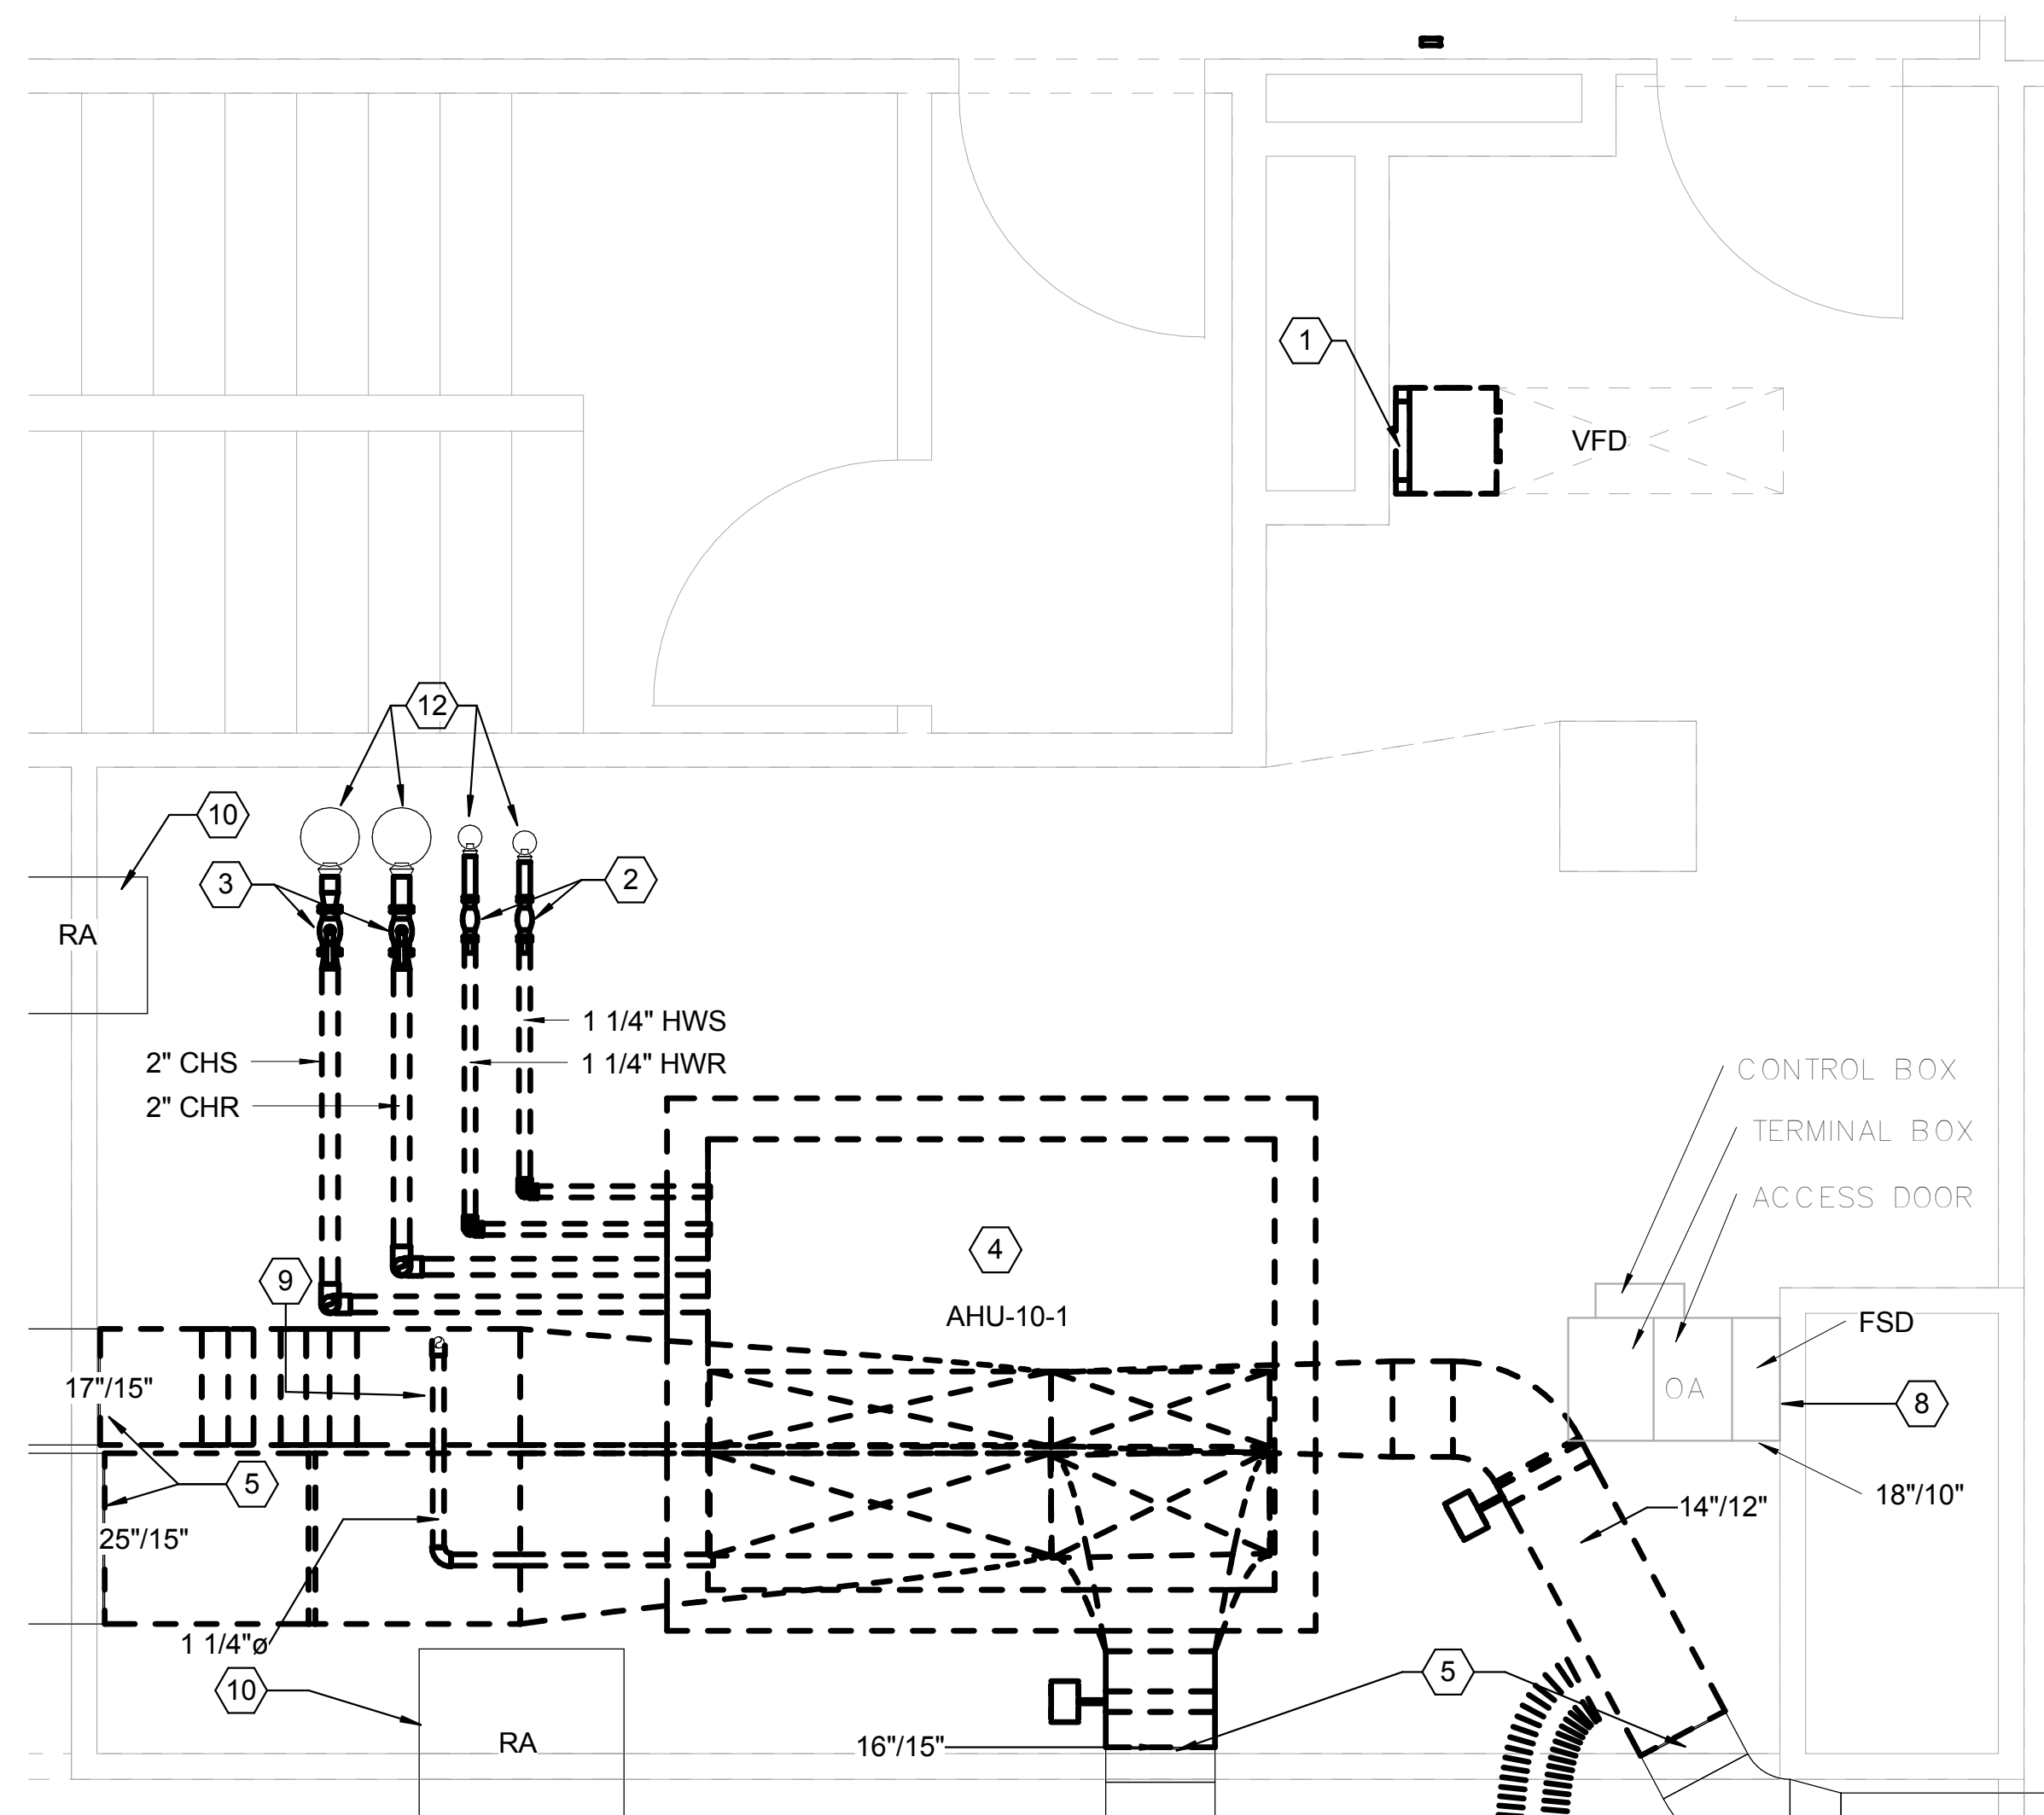 1
VFD
12
10
3
2
RA
1 1/4" HWS
2" CHS
1 1/4" HWR
2" CHR
CONTROL BOX
TERMINAL BOX
ACCESS DOOR
4
9
AHU-10-1
FSD
17"/15"
OA
8
5
18"/10"
14"/12"
25"/15"
1 1/4"ø
5
10
RA
16"/15"